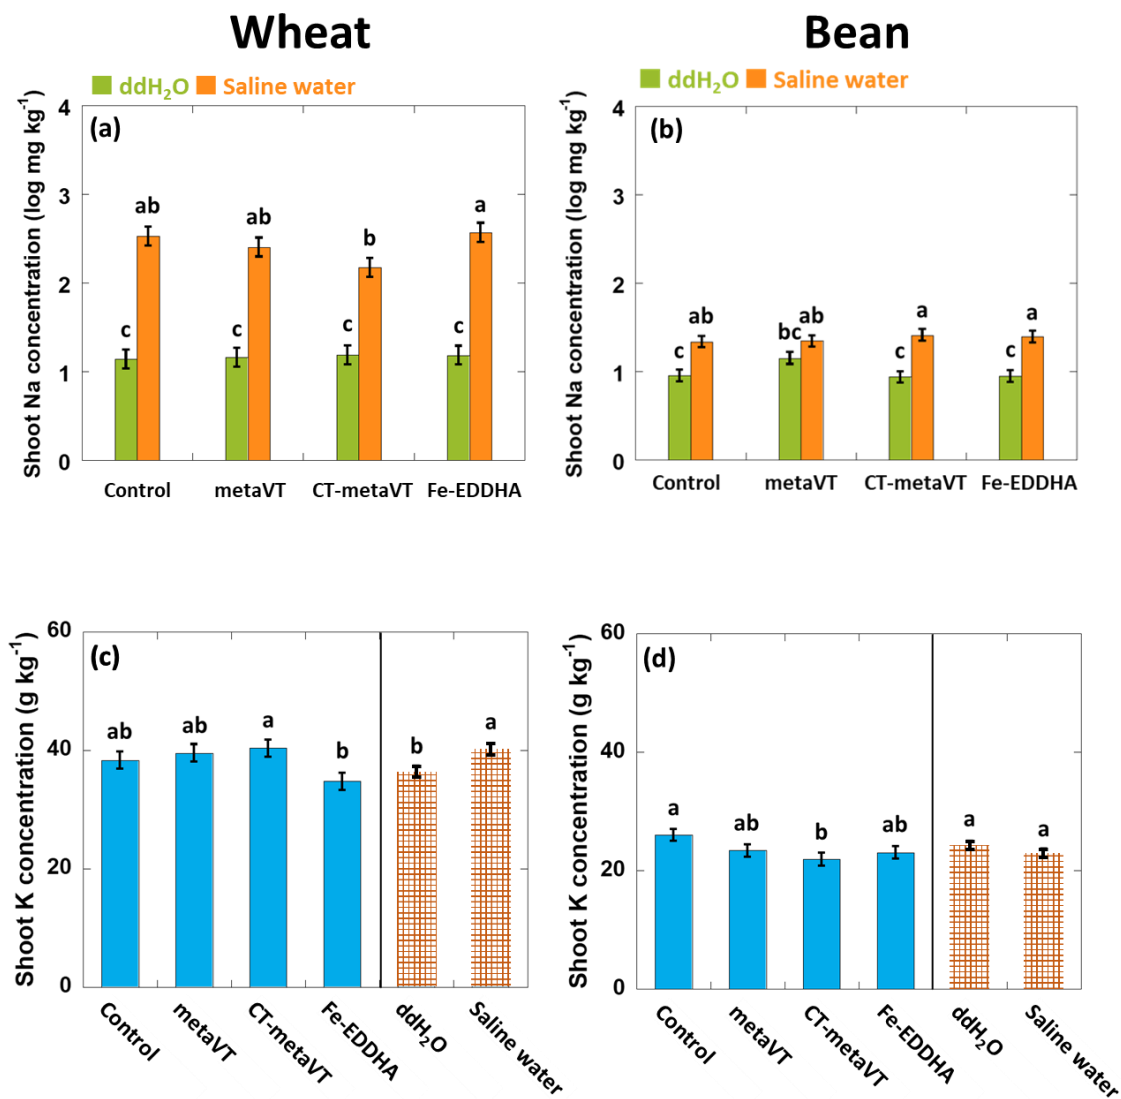 Wheat
Bean
ddH2O Saline water
ddH2O Saline water
Shoot Na concentration (log mg kg-1)
(a)
4
3
2
1
0
ab
ab
b
a
c
c
c
c
Control
metaVT
CT-metaVT
Fe-EDDHA
Shoot Na concentration (log mg kg-1)
(b)
4
3
2
1
0
ab
ab
a
a
c
bc
c
c
Control
metaVT
CT-metaVT
Fe-EDDHA
Shoot K concentration (g kg-1)
(c)
60
40
20
0
ab
ab
a
b
b
a
Control
metaVT
CT-metaVT
Fe-EDDHA
ddH2O
Saline water
Shoot K concentration (g kg-1)
(d)
60
40
20
0
a
ab
b
ab
a
a
Control
metaVT
CT-metaVT
Fe-EDDHA
ddH2O
Saline water